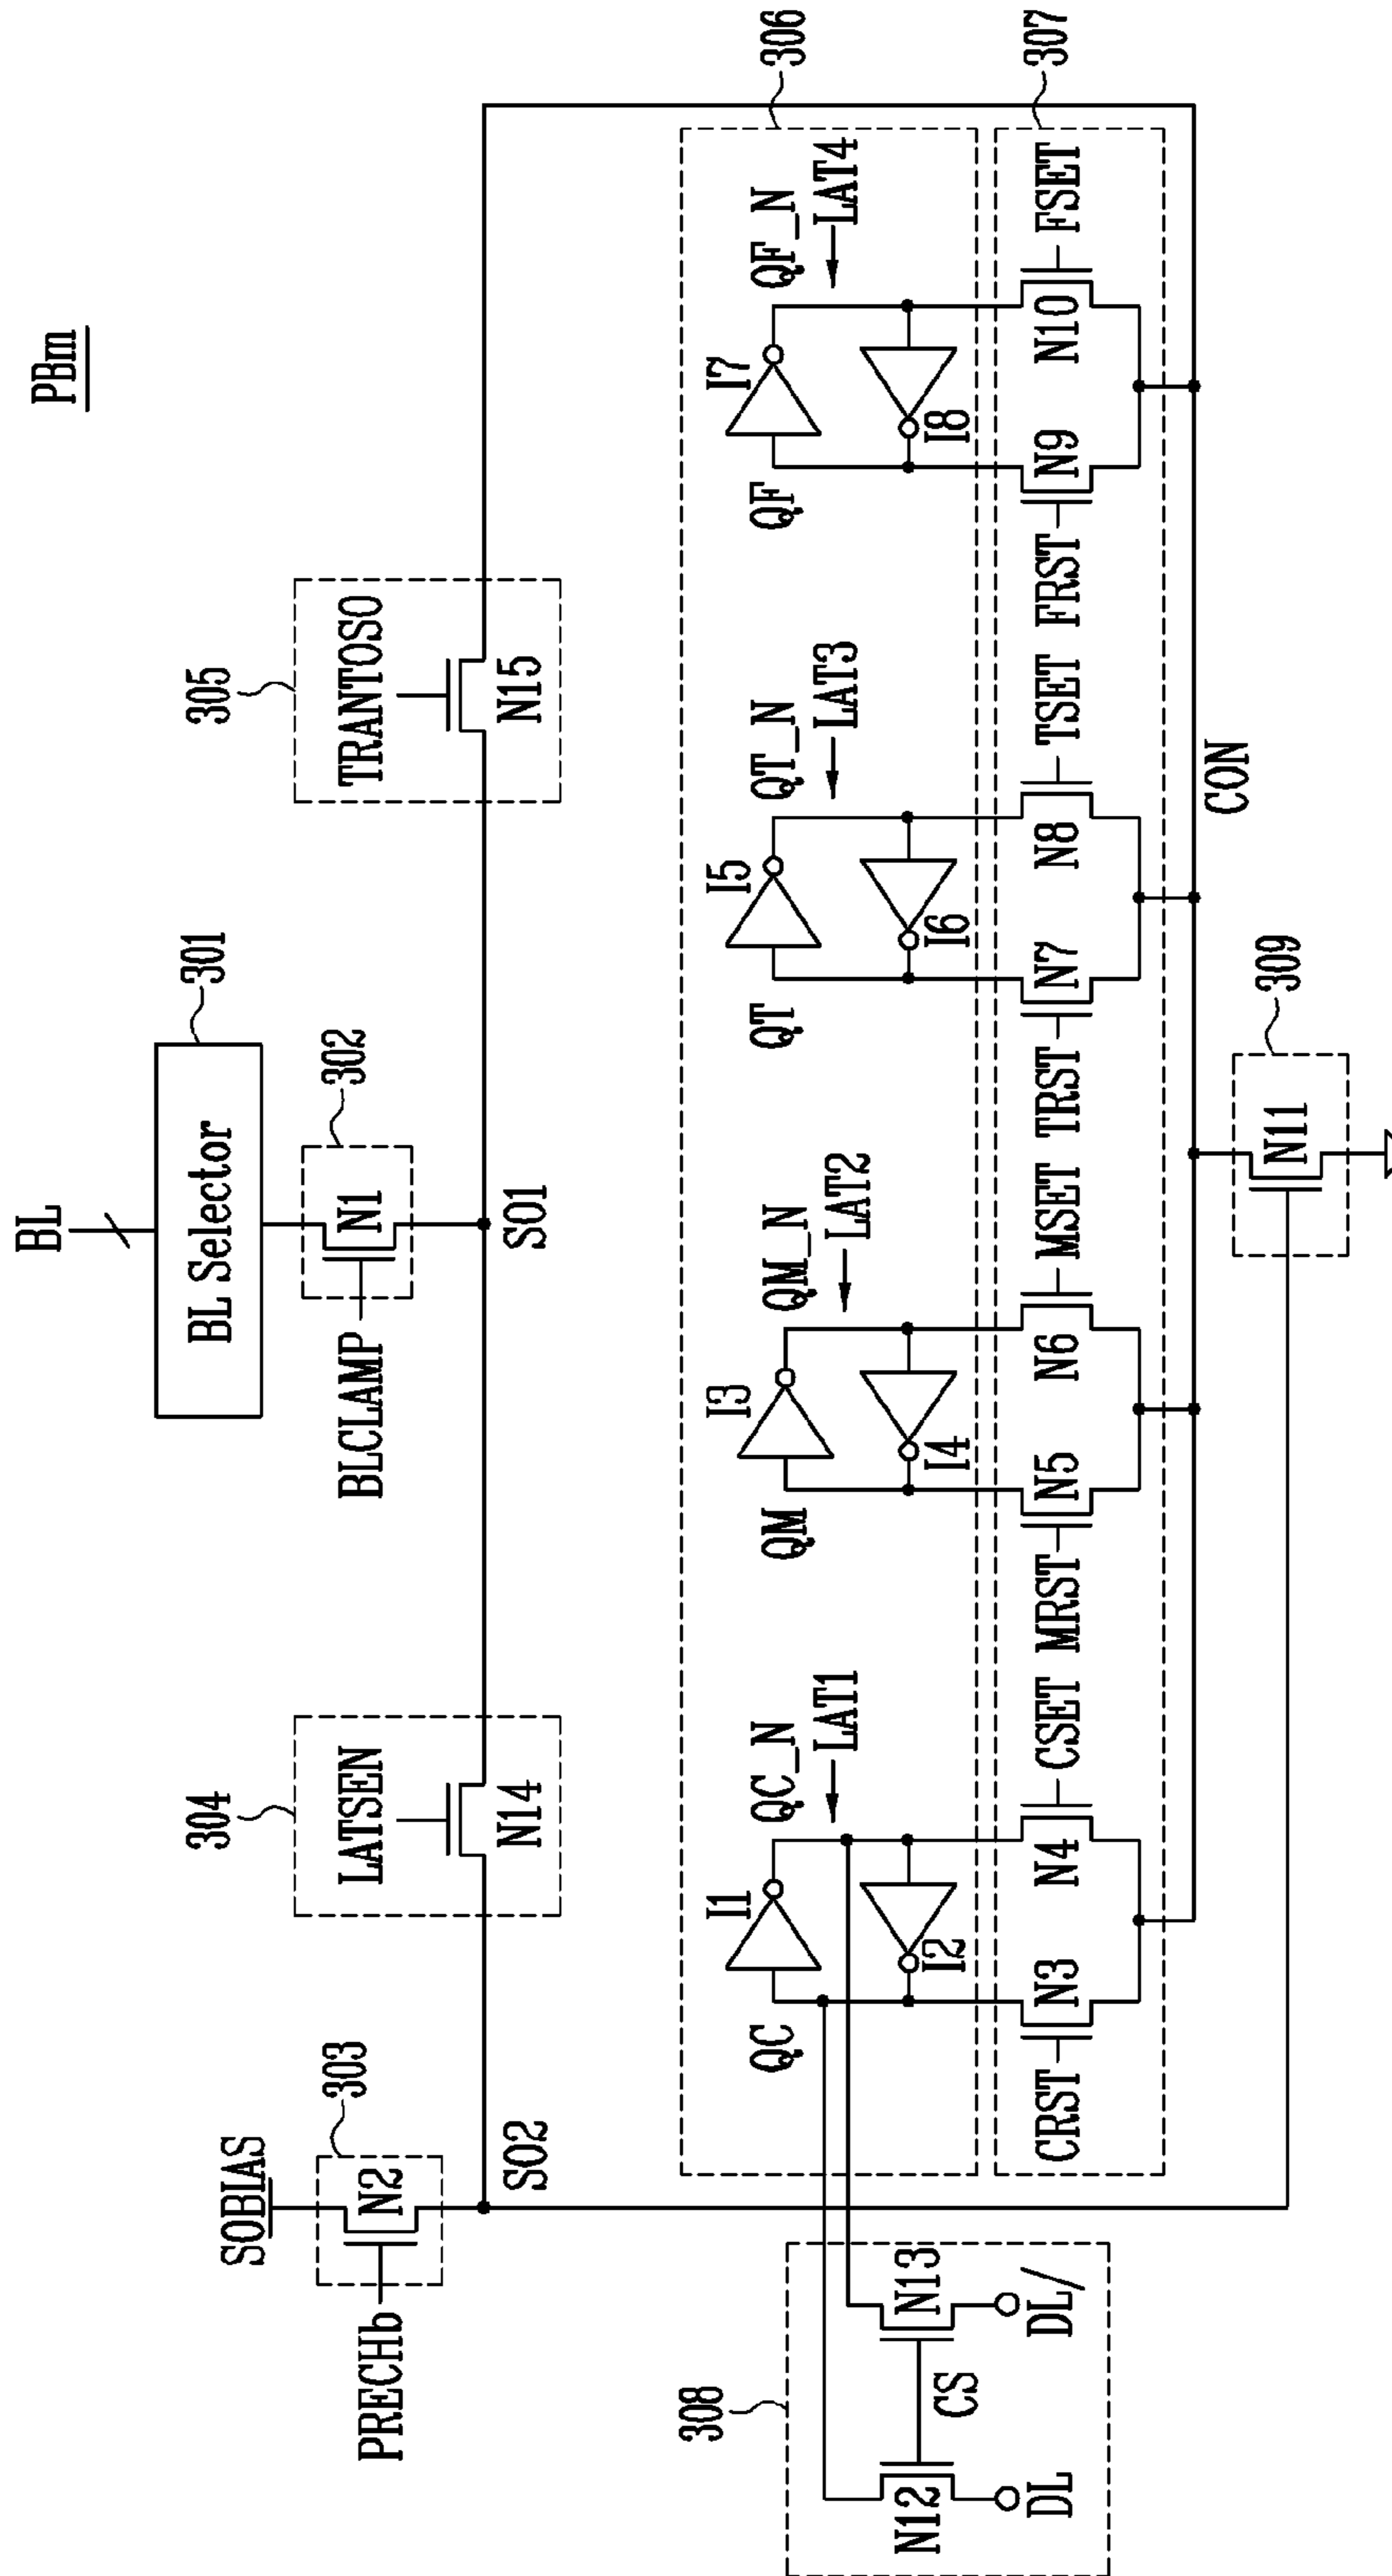 PBm
BL
BL Selector
301
N1
302
BLCLAMP
SO1
SOBIAS
303
N2
PRECHb
SO2
304
LATSEN
N14
305
TRANTOSO
N15
306
I1
QC
QC_N
LAT1
I2
I3
QM
QM_N
LAT2
I4
I5
QT
QT_N
LAT3
I6
I7
QF
QF_N
LAT4
I8
307
CRST
N3
N4
CSET
MRST
N5
N6
MSET
TRST
N7
N8
TSET
FRST
N9
N10
FSET
CON
308
N12
CS
N13
DL
DL/
309
N11